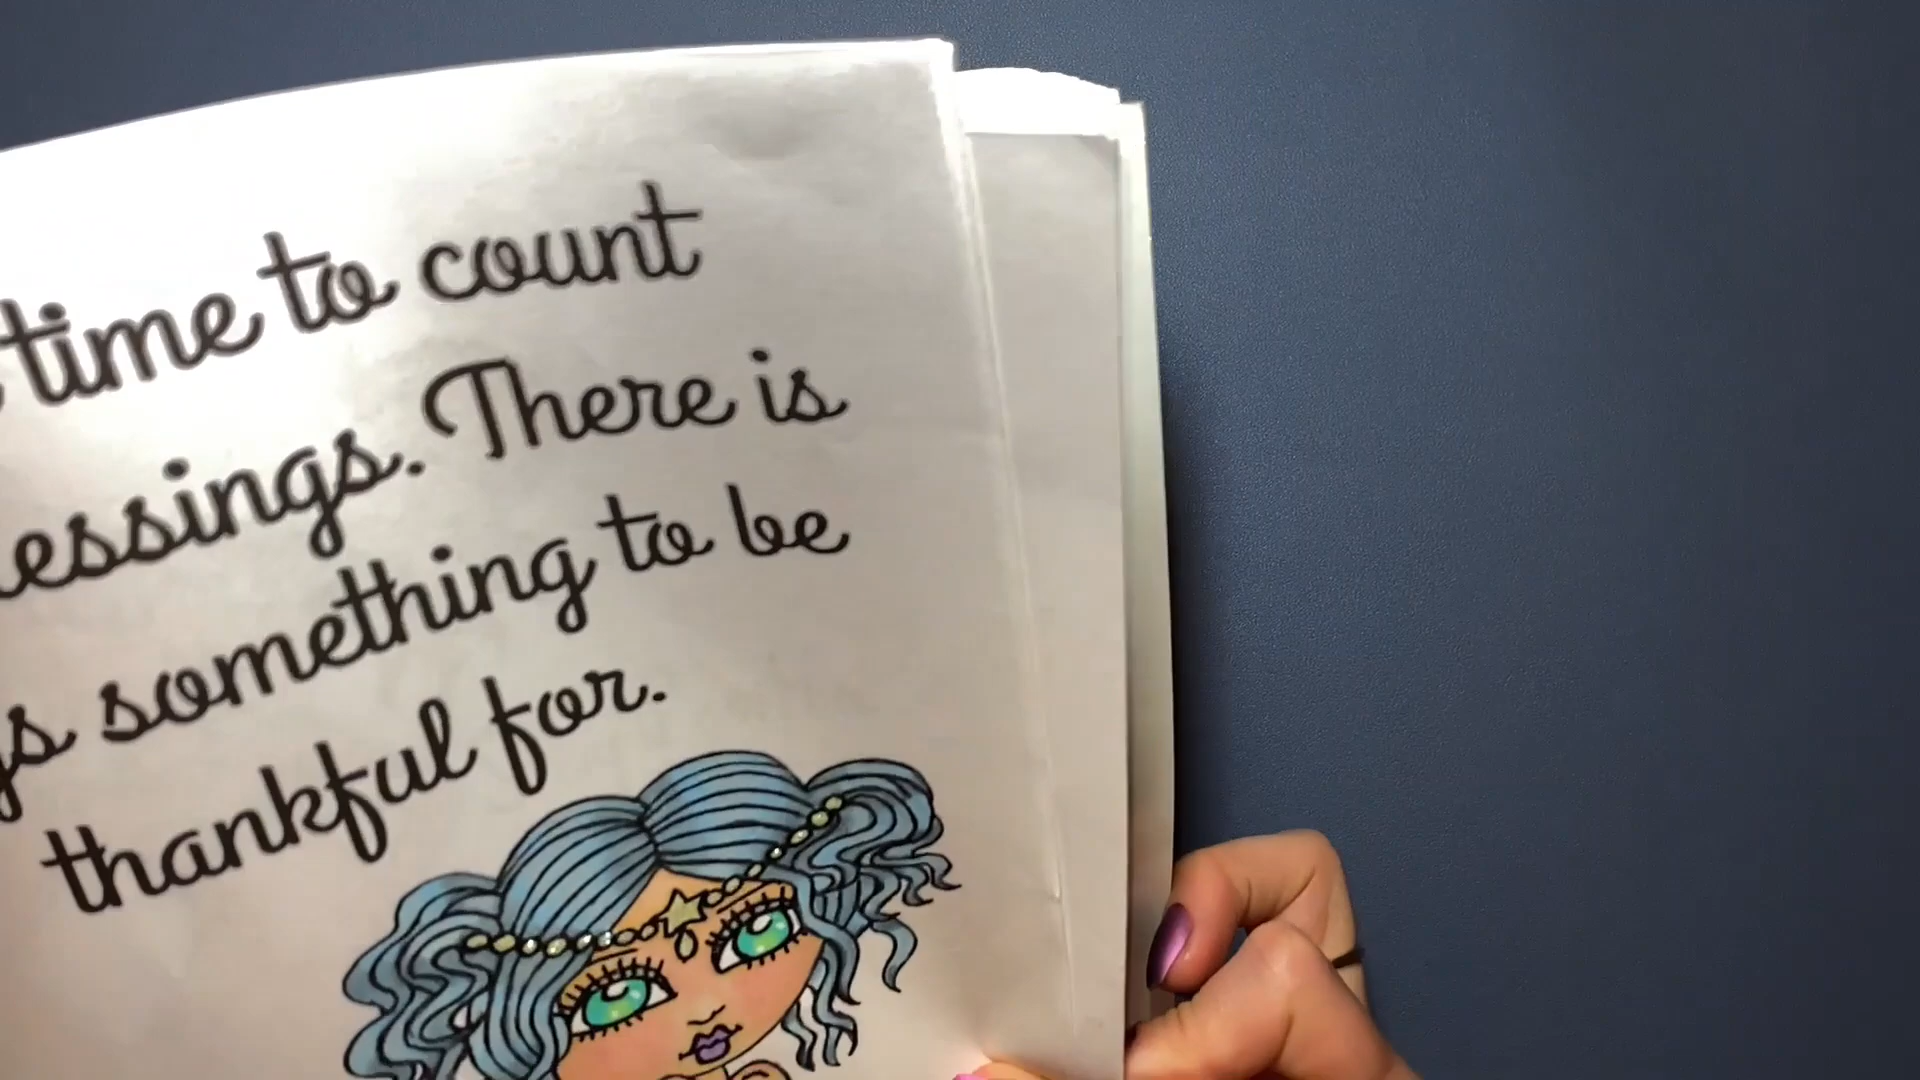 time to count
essings. There is
s something to be
thankful for.